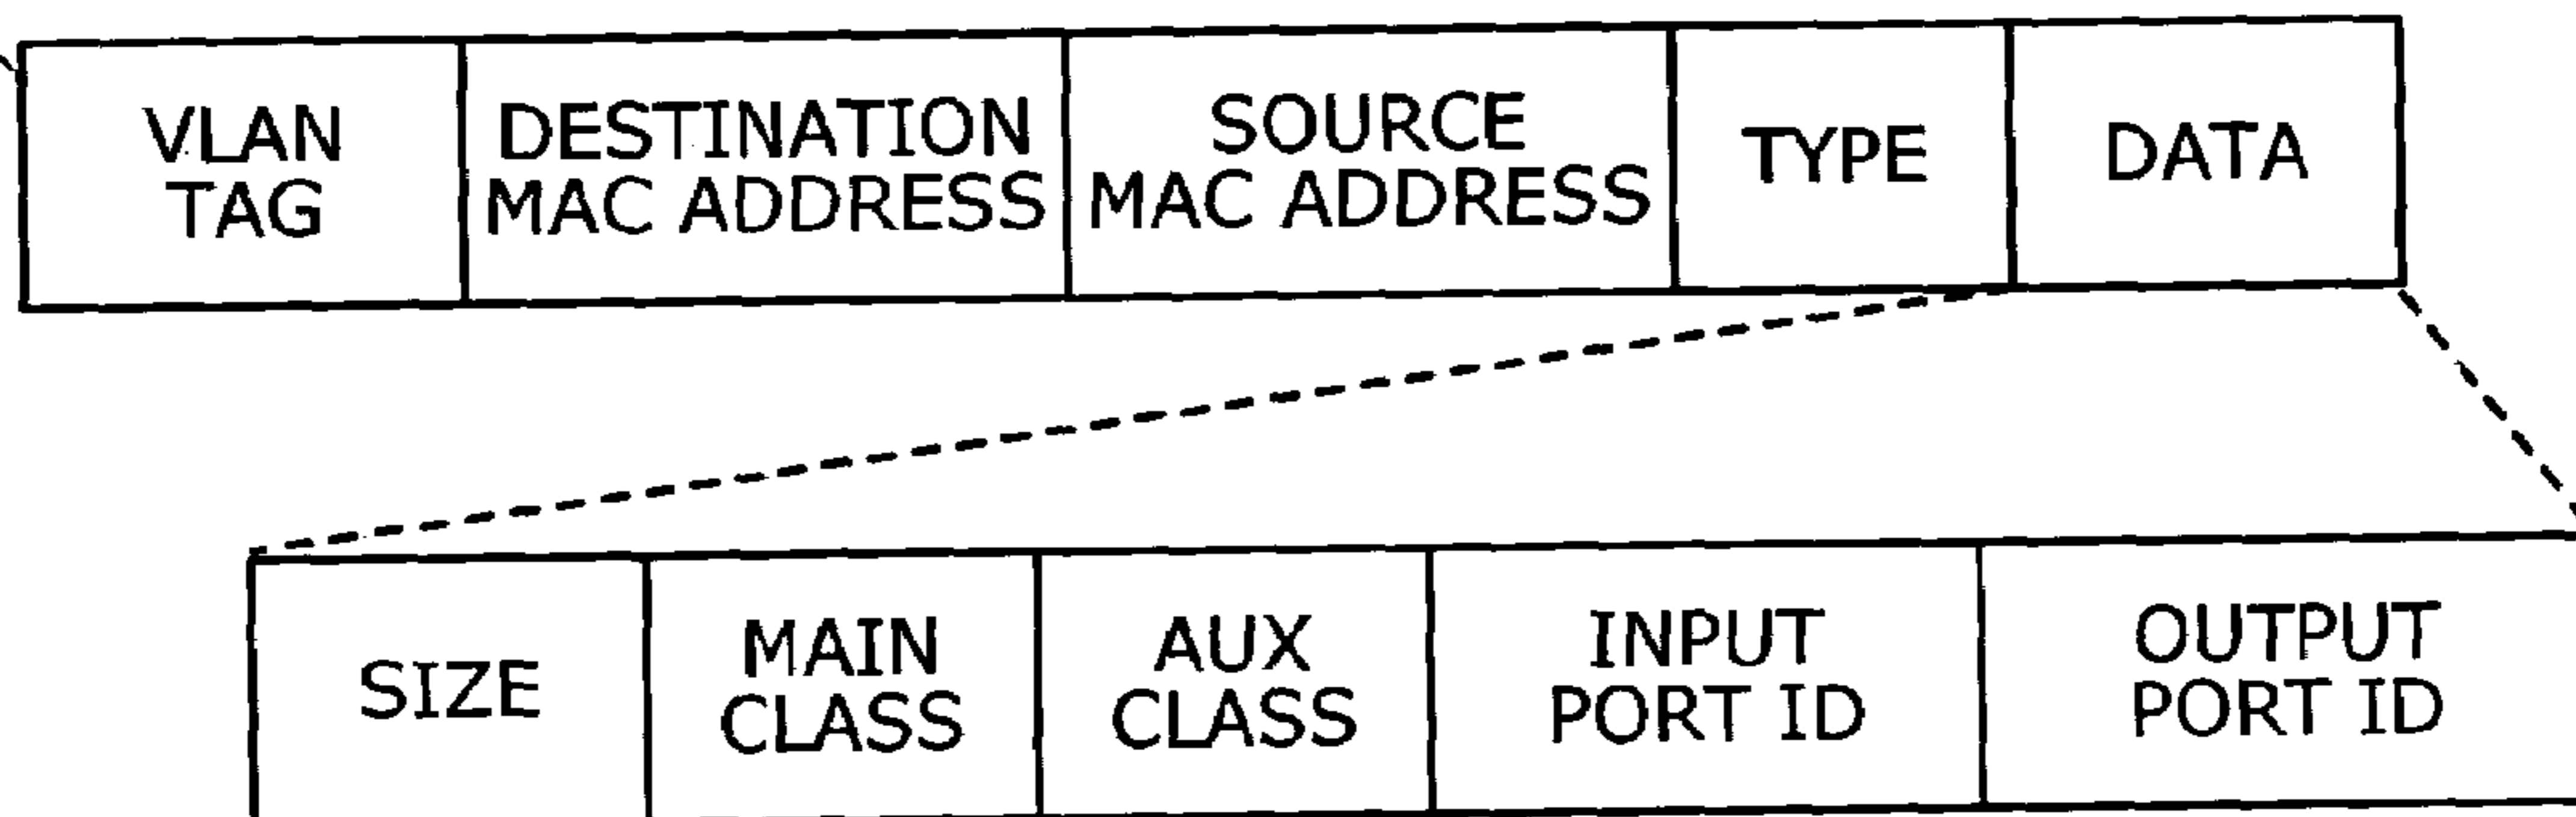 VLAN
TAG
DESTINATION
MAC ADDRESS
SOURCE
MAC ADDRESS
TYPE
DATA
SIZE
MAIN
CLASS
AUX
CLASS
INPUT
PORT ID
OUTPUT
PORT ID